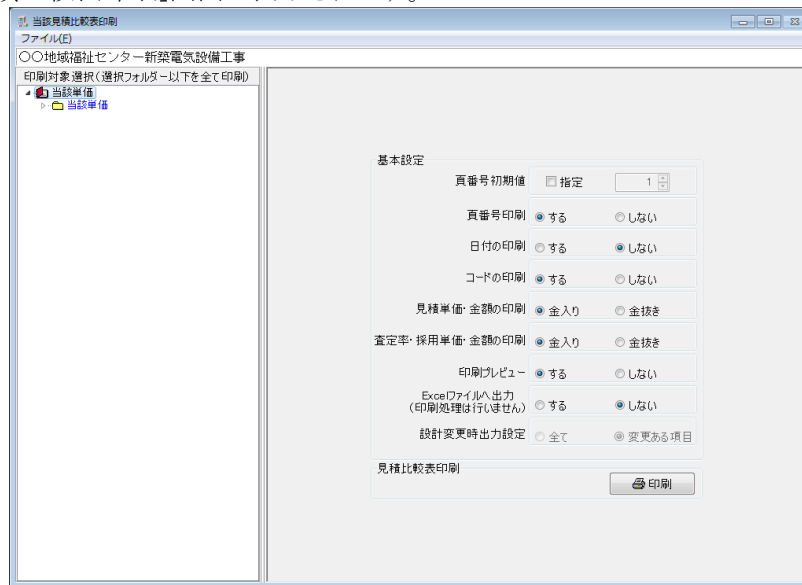 当該見積比較表印刷
ファイル(F)
〇〇地域福祉センター新築電気設備工事
印刷対象選択(選択フォルダー以下を全て印刷)
当該単価
当該単価
基本設定
頁番号初期値 指定 1
頁番号印刷 する しない
日付の印刷 する しない
コードの印刷 する しない
見積単価・金額の印刷 金入り 金抜き
査定率・採用単価・金額の印刷 金入り 金抜き
印刷プレビュー する しない
Excelファイルへ出力
(印刷処理は行いません) する しない
設計変更時出力設定 全て 変更ある項目
見積比較表印刷
印刷